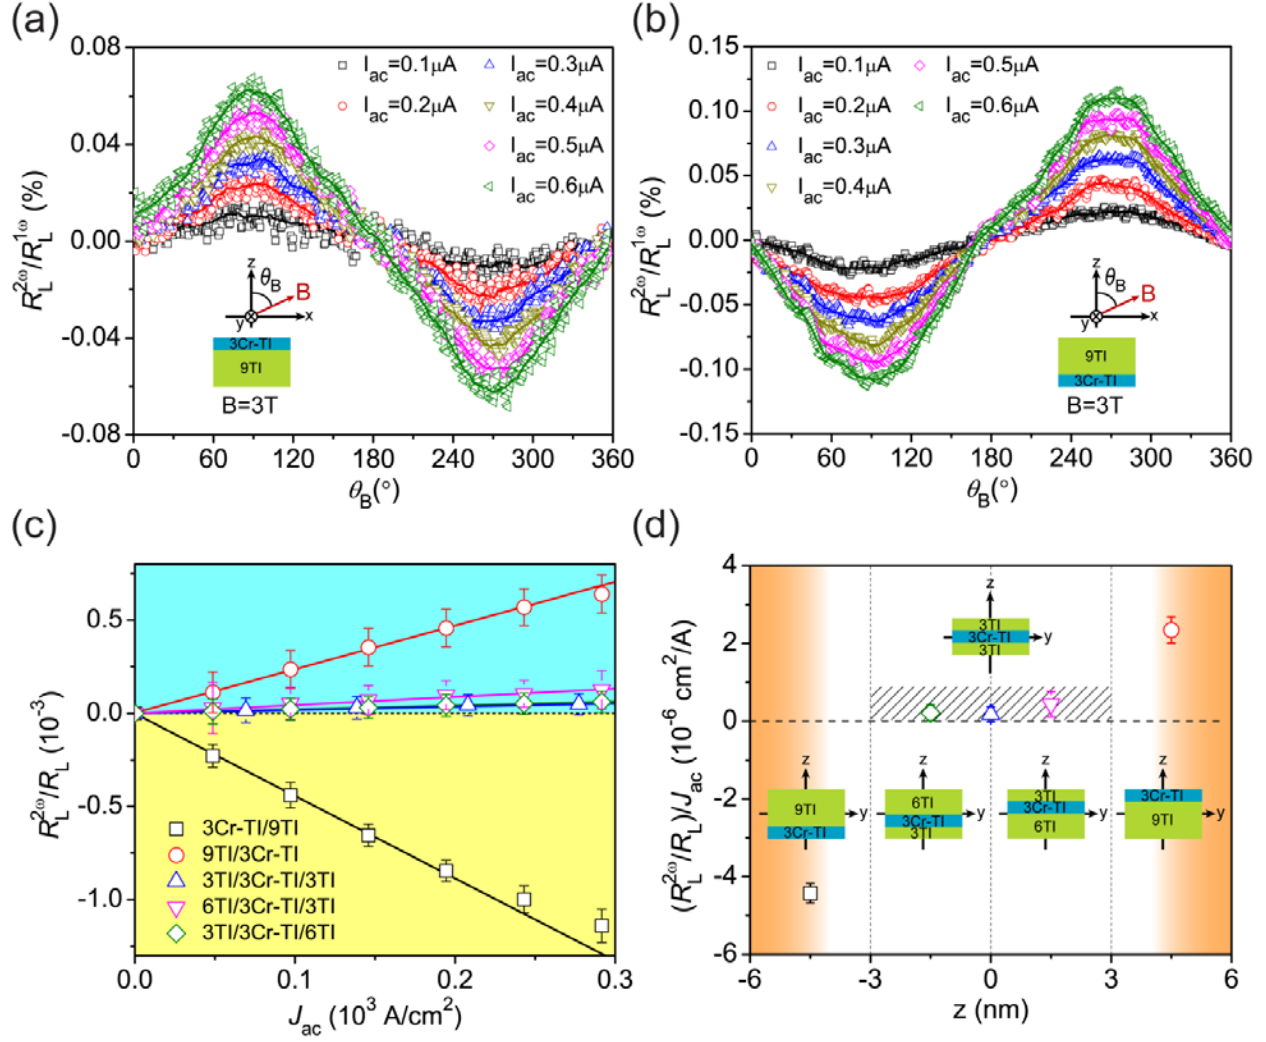 (a)
0.08
0.04
0.00
-0.04
-0.08
R_L^2ω/R_L^1ω (%)
I_ac=0.1μA
I_ac=0.2μA
I_ac=0.3μA
I_ac=0.4μA
I_ac=0.5μA
I_ac=0.6μA
z
θ_B
B
y
x
3Cr-TI
9TI
B=3T
0 60 120 180 240 300 360
θ_B(°)
(b)
0.15
0.10
0.05
0.00
-0.05
-0.10
-0.15
R_L^2ω/R_L^1ω (%)
I_ac=0.1μA
I_ac=0.2μA
I_ac=0.3μA
I_ac=0.4μA
I_ac=0.5μA
I_ac=0.6μA
z
θ_B
B
y
x
9TI
3Cr-TI
B=3T
0 60 120 180 240 300 360
θ_B(°)
(c)
0.5
0.0
-0.5
-1.0
R_L^2ω/R_L (10^-3)
3Cr-TI/9TI
9TI/3Cr-TI
3TI/3Cr-TI/3TI
6TI/3Cr-TI/3TI
3TI/3Cr-TI/6TI
0.0 0.1 0.2 0.3
J_ac (10^3 A/cm^2)
(d)
4
2
0
-2
-4
-6
(R_L^2ω/R_L)/J_ac (10^-6 cm^2/A)
z
3TI
3Cr-TI
3TI
y
z
9TI
3Cr-TI
y
z
6TI
3Cr-TI
3TI
y
z
3TI
3Cr-TI
6TI
y
z
3Cr-TI
9TI
y
-6 -3 0 3 6
z (nm)